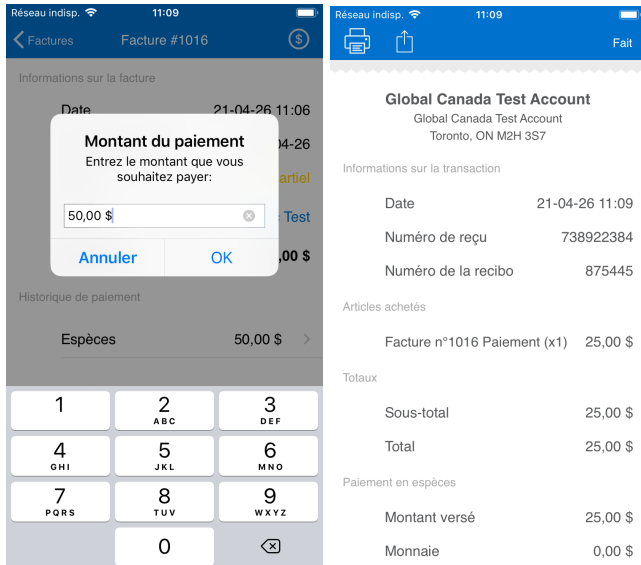 Réseau indisp. 11:09
Factures Facture #1016 $
Informations sur la facture
Date 21-04-26 11:06
04-26
artiel
Test
,00 $
Montant du paiement
Entrez le montant que vous
souhaitez payer:
50,00 $
Annuler OK
Historique de paiement
Espèces 50,00 $
1 2 3
ABC DEF
4 5 6
GHI JKL MNO
7 8 9
PQRS TUV WXYZ
0
Réseau indisp. 11:09
Fait
Global Canada Test Account
Global Canada Test Account
Toronto, ON M2H 3S7
Informations sur la transaction
Date 21-04-26 11:09
Numéro de reçu 738922384
Numéro de la recibo 875445
Articles achetés
Facture n°1016 Paiement (x1) 25,00 $
Totaux
Sous-total 25,00 $
Total 25,00 $
Paiement en espèces
Montant versé 25,00 $
Monnaie 0,00 $